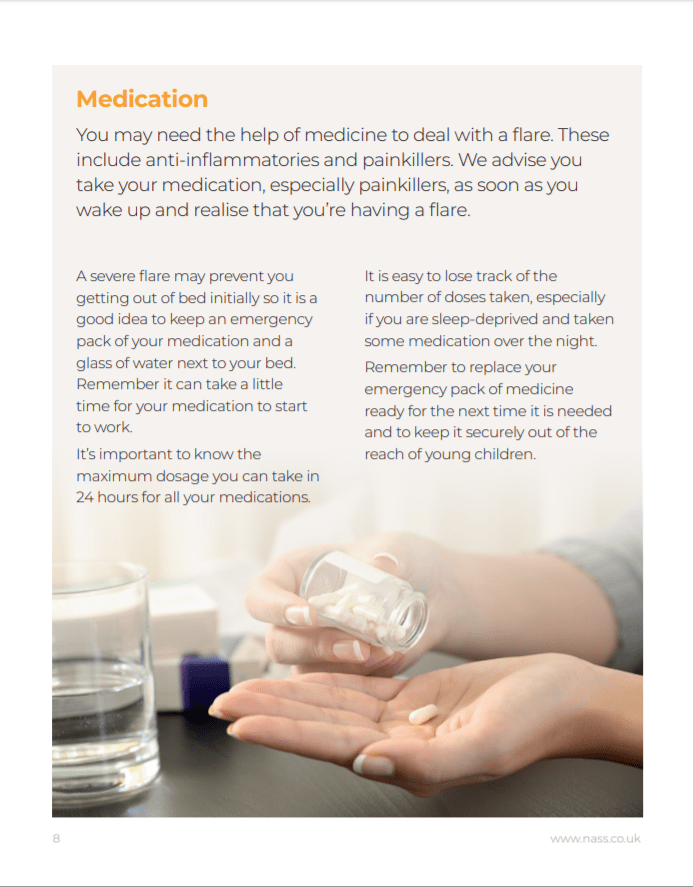 Medication
You may need the help of medicine to deal with a flare. These
include anti-inflammatories and painkillers. We advise you
take your medication, especially painkillers, as soon as you
wake up and realise that you’re having a flare.
A severe flare may prevent you
getting out of bed initially so it is a
good idea to keep an emergency
pack of your medication and a
glass of water next to your bed.
Remember it can take a little
time for your medication to start
to work.
It’s important to know the
maximum dosage you can take in
24 hours for all your medications.
It is easy to lose track of the
number of doses taken, especially
if you are sleep-deprived and taken
some medication over the night.
Remember to replace your
emergency pack of medicine
ready for the next time it is needed
and to keep it securely out of the
reach of young children.
8
www.nass.co.uk